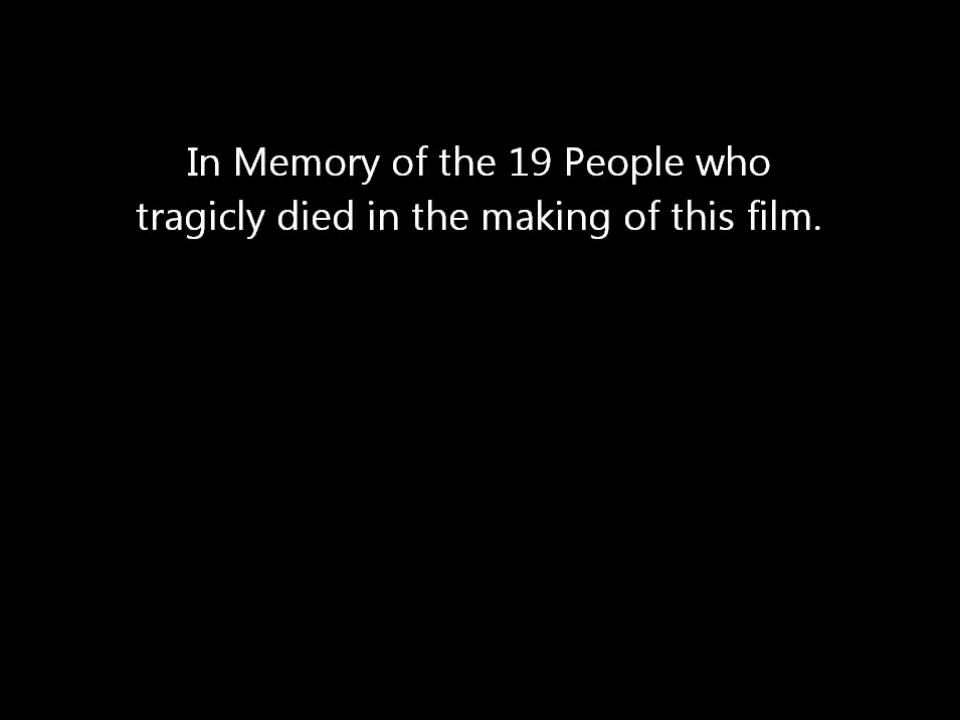 In Memory of the 19 People who
tragicly died in the making of this film.